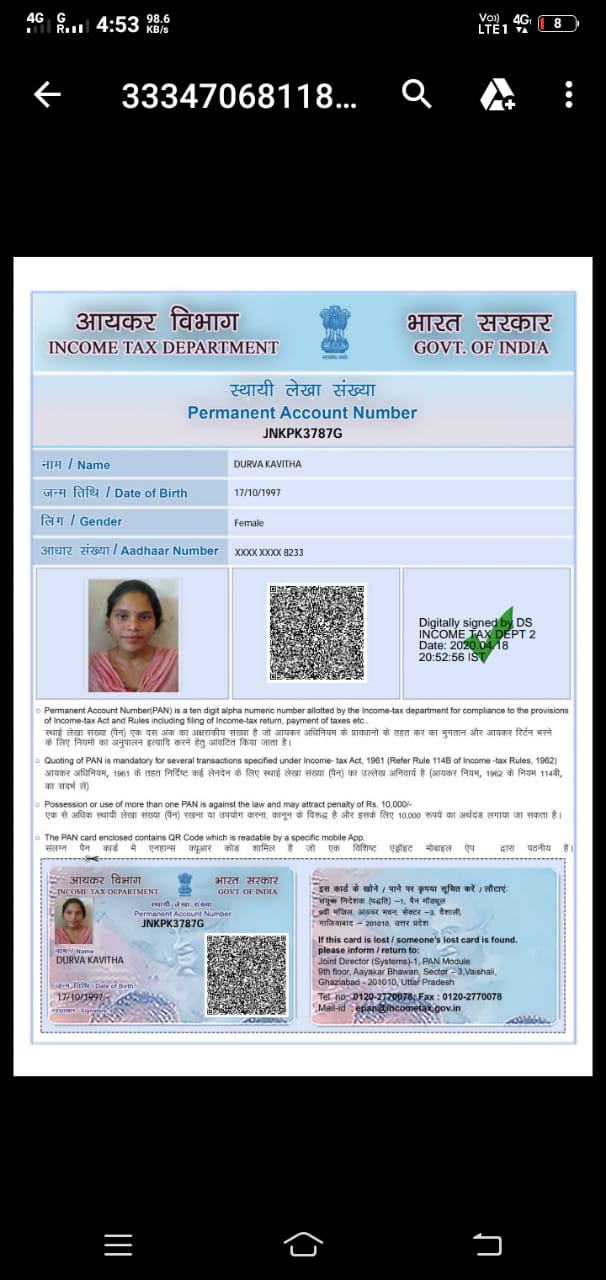 4G G R 4:53 98.6 KB/s Vo)) LTE1 4G 8
33347068118...
आयकर विभाग भारत सरकार
INCOME TAX DEPARTMENT GOVT. OF INDIA
स्थायी लेखा संख्या
Permanent Account Number
JNKPK3787G
नाम / Name DURVA KAVITHA
जन्म तिथि / Date of Birth 17/10/1997
लिंग / Gender Female
आधार संख्या / Aadhaar Number XXXX XXXX 8233
Digitally signed by DS
INCOME TAX DEPT 2
Date: 2020.04.18
20:52:56 IST
Permanent Account Number(PAN) is a ten digit alpha numeric number allotted by the Income-tax department for compliance to the provisions
of Income-tax Act and Rules including filing of Income-tax return, payment of taxes etc..
स्थाई लेखा संख्या (पैन) एक दस अंक का अक्षरांकीय संख्या है जो आयकर अधिनियम के प्रावधानों के तहत कर का भुगतान और आयकर रिटर्न भरने
के लिए नियमों का अनुपालन इत्यादि करने हेतु आवंटित किया जाता है।
Quoting of PAN is mandatory for several transactions specified under Income- tax Act, 1961 (Refer Rule 114B of Income -tax Rules, 1962)
आयकर अधिनियम, 1961 के तहत निर्दिष्ट कई लेनदेन के लिए स्थाई लेखा संख्या (पैन) का उल्लेख अनिवार्य है (आयकर नियम, 1962 के नियम 114बी,
का संदर्भ लें)
Possession or use of more than one PAN is against the law and may attract penalty of Rs. 10,000/-
एक से अधिक स्थायी लेखा संख्या (पैन) रखना या उपयोग करना, कानून के विरुद्ध है और इसके लिए 10,000 रूपये का अर्थदंड लगाया जा सकता है।
The PAN card enclosed contains QR Code which is readable by a specific mobile App.
संलग्न पैन कार्ड में एनहान्स क्यूआर कोड शामिल है जो एक विशिष्ट एंड्रॉइट मोबाइल ऐप द्वारा पठनीय है।
आयकर विभाग भारत सरकार
INCOME TAX DEPARTMENT GOVT OF INDIA
स्थायी लेखा संख्या
Permanent Account Number
JNKPK3787G
नाम / Name
DURVA KAVITHA
जन्म तिथि / Date of Birth
17/10/1997
हस्ताक्षर / Signature
इस कार्ड के खोने / पाने पर कृपया सूचित करें / लौटाएं:
संयुक्त निदेशक (पद्धति) –1, पैन मॉड्यूल
9वीं मंजिल, आयकर भवन, सेक्टर –3, वैशाली,
गाजियाबाद – 201010, उत्तर प्रदेश
If this card is lost / someone's lost card is found.
please inform / return to:
Joint Director (Systems)-1, PAN Module
9th floor, Aayakar Bhawan, Sector – 3,Vaishali,
Ghaziabad - 201010, Uttar Pradesh
Tel no- 0120-2770078; Fax : 0120-2770078
Mail-id : epan@incometax.gov.in